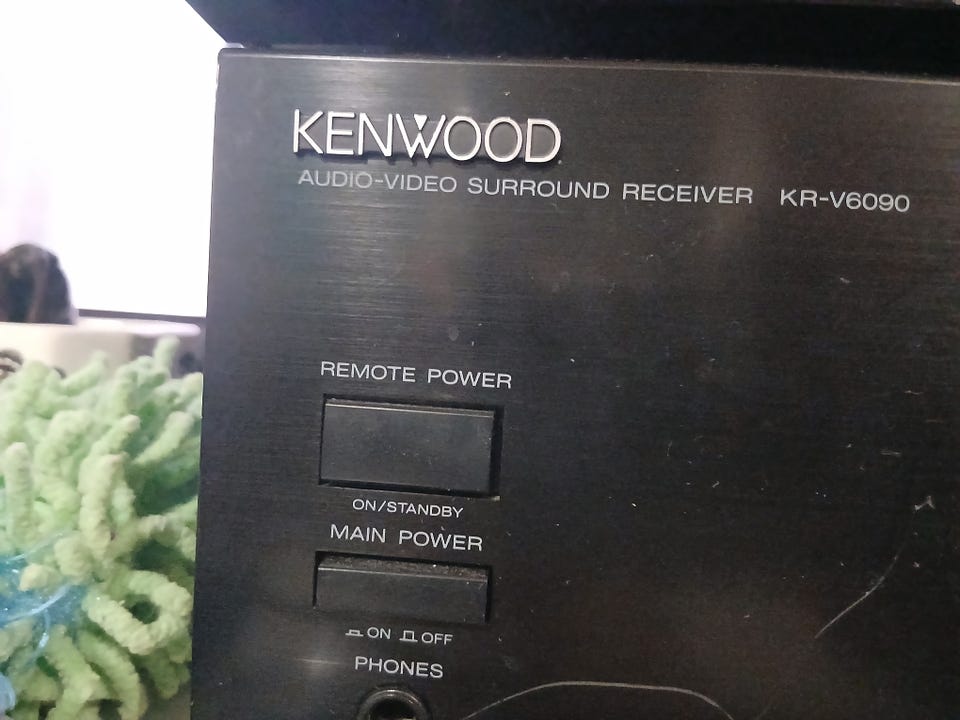 KENWOOD
AUDIO-VIDEO SURROUND RECEIVER KR-V6090
REMOTE POWER
ON/STANDBY
MAIN POWER
ON OFF
PHONES